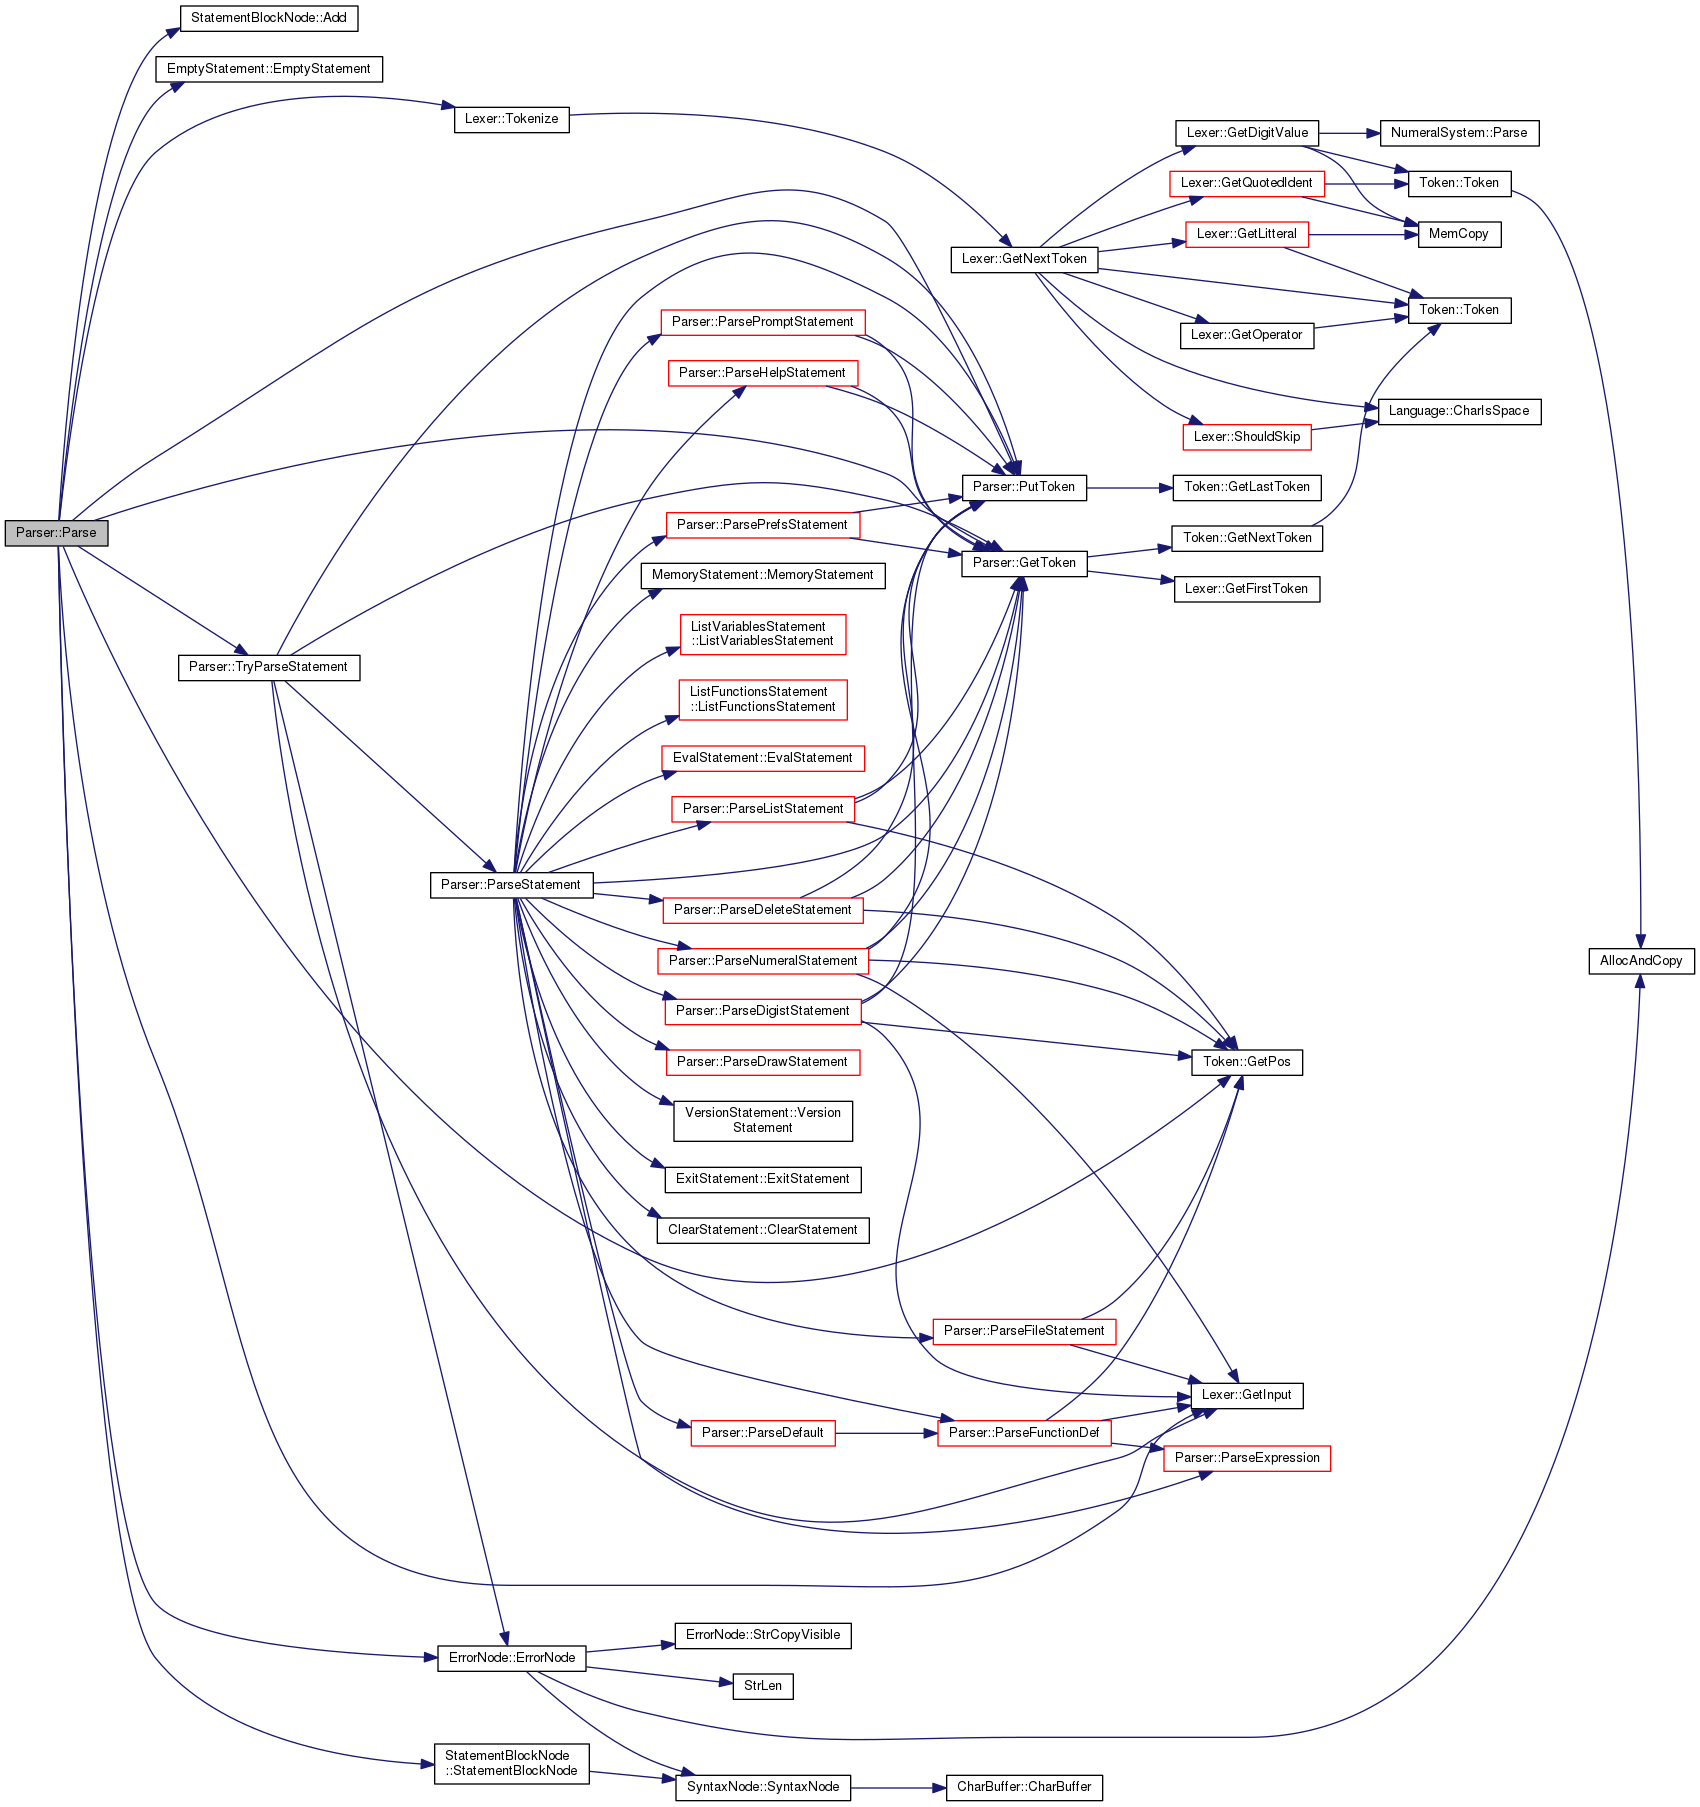 StatementBlockNode::Add
EmptyStatement::EmptyStatement
Lexer::Tokenize
Lexer::GetDigitValue
NumeralSystem::Parse
Lexer::GetQuotedIdent
Token::Token
Lexer::GetLitteral
MemCopy
Lexer::GetNextToken
Token::Token
Parser::ParsePromptStatement
Lexer::GetOperator
Parser::ParseHelpStatement
Language::CharIsSpace
Lexer::ShouldSkip
Parser::PutToken
Token::GetLastToken
Parser::Parse
Parser::ParsePrefsStatement
Token::GetNextToken
Parser::GetToken
MemoryStatement::MemoryStatement
Lexer::GetFirstToken
ListVariablesStatement
::ListVariablesStatement
Parser::TryParseStatement
ListFunctionsStatement
::ListFunctionsStatement
EvalStatement::EvalStatement
Parser::ParseListStatement
Parser::ParseStatement
Parser::ParseDeleteStatement
Parser::ParseNumeralStatement
AllocAndCopy
Parser::ParseDigistStatement
Parser::ParseDrawStatement
Token::GetPos
VersionStatement::Version
Statement
ExitStatement::ExitStatement
ClearStatement::ClearStatement
Parser::ParseFileStatement
Lexer::GetInput
Parser::ParseDefault
Parser::ParseFunctionDef
Parser::ParseExpression
ErrorNode::StrCopyVisible
ErrorNode::ErrorNode
StrLen
StatementBlockNode
::StatementBlockNode
SyntaxNode::SyntaxNode
CharBuffer::CharBuffer